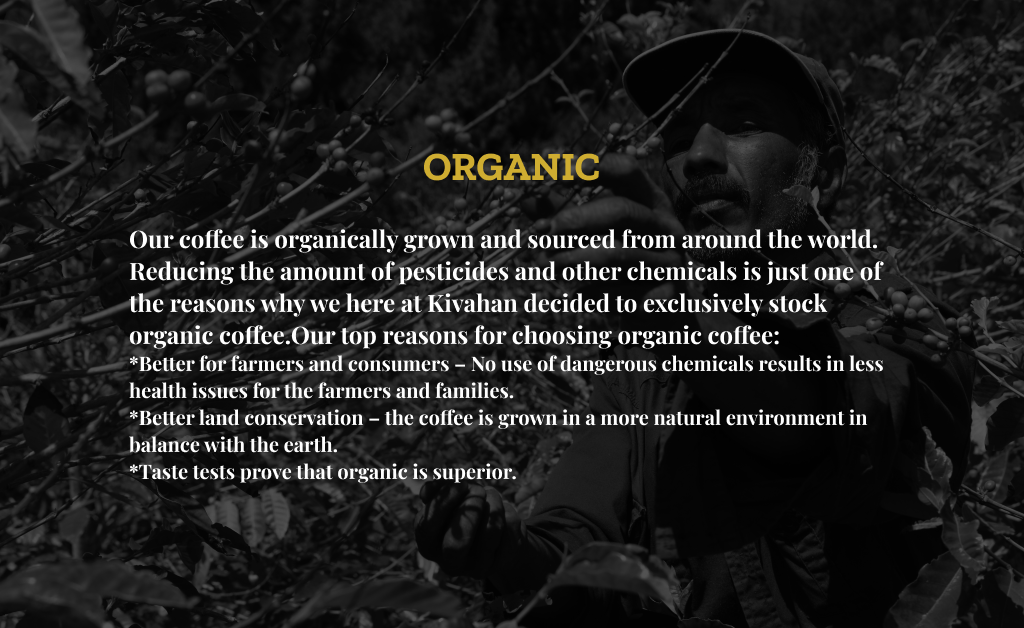 ORGANIC
Our coffee is organically grown and sourced from around the world.
Reducing the amount of pesticides and other chemicals is just one of
the reasons why we here at Kivahan decided to exclusively stock
organic coffee.Our top reasons for choosing organic coffee:
*Better for farmers and consumers – No use of dangerous chemicals results in less
health issues for the farmers and families.
*Better land conservation – the coffee is grown in a more natural environment in
balance with the earth.
*Taste tests prove that organic is superior.